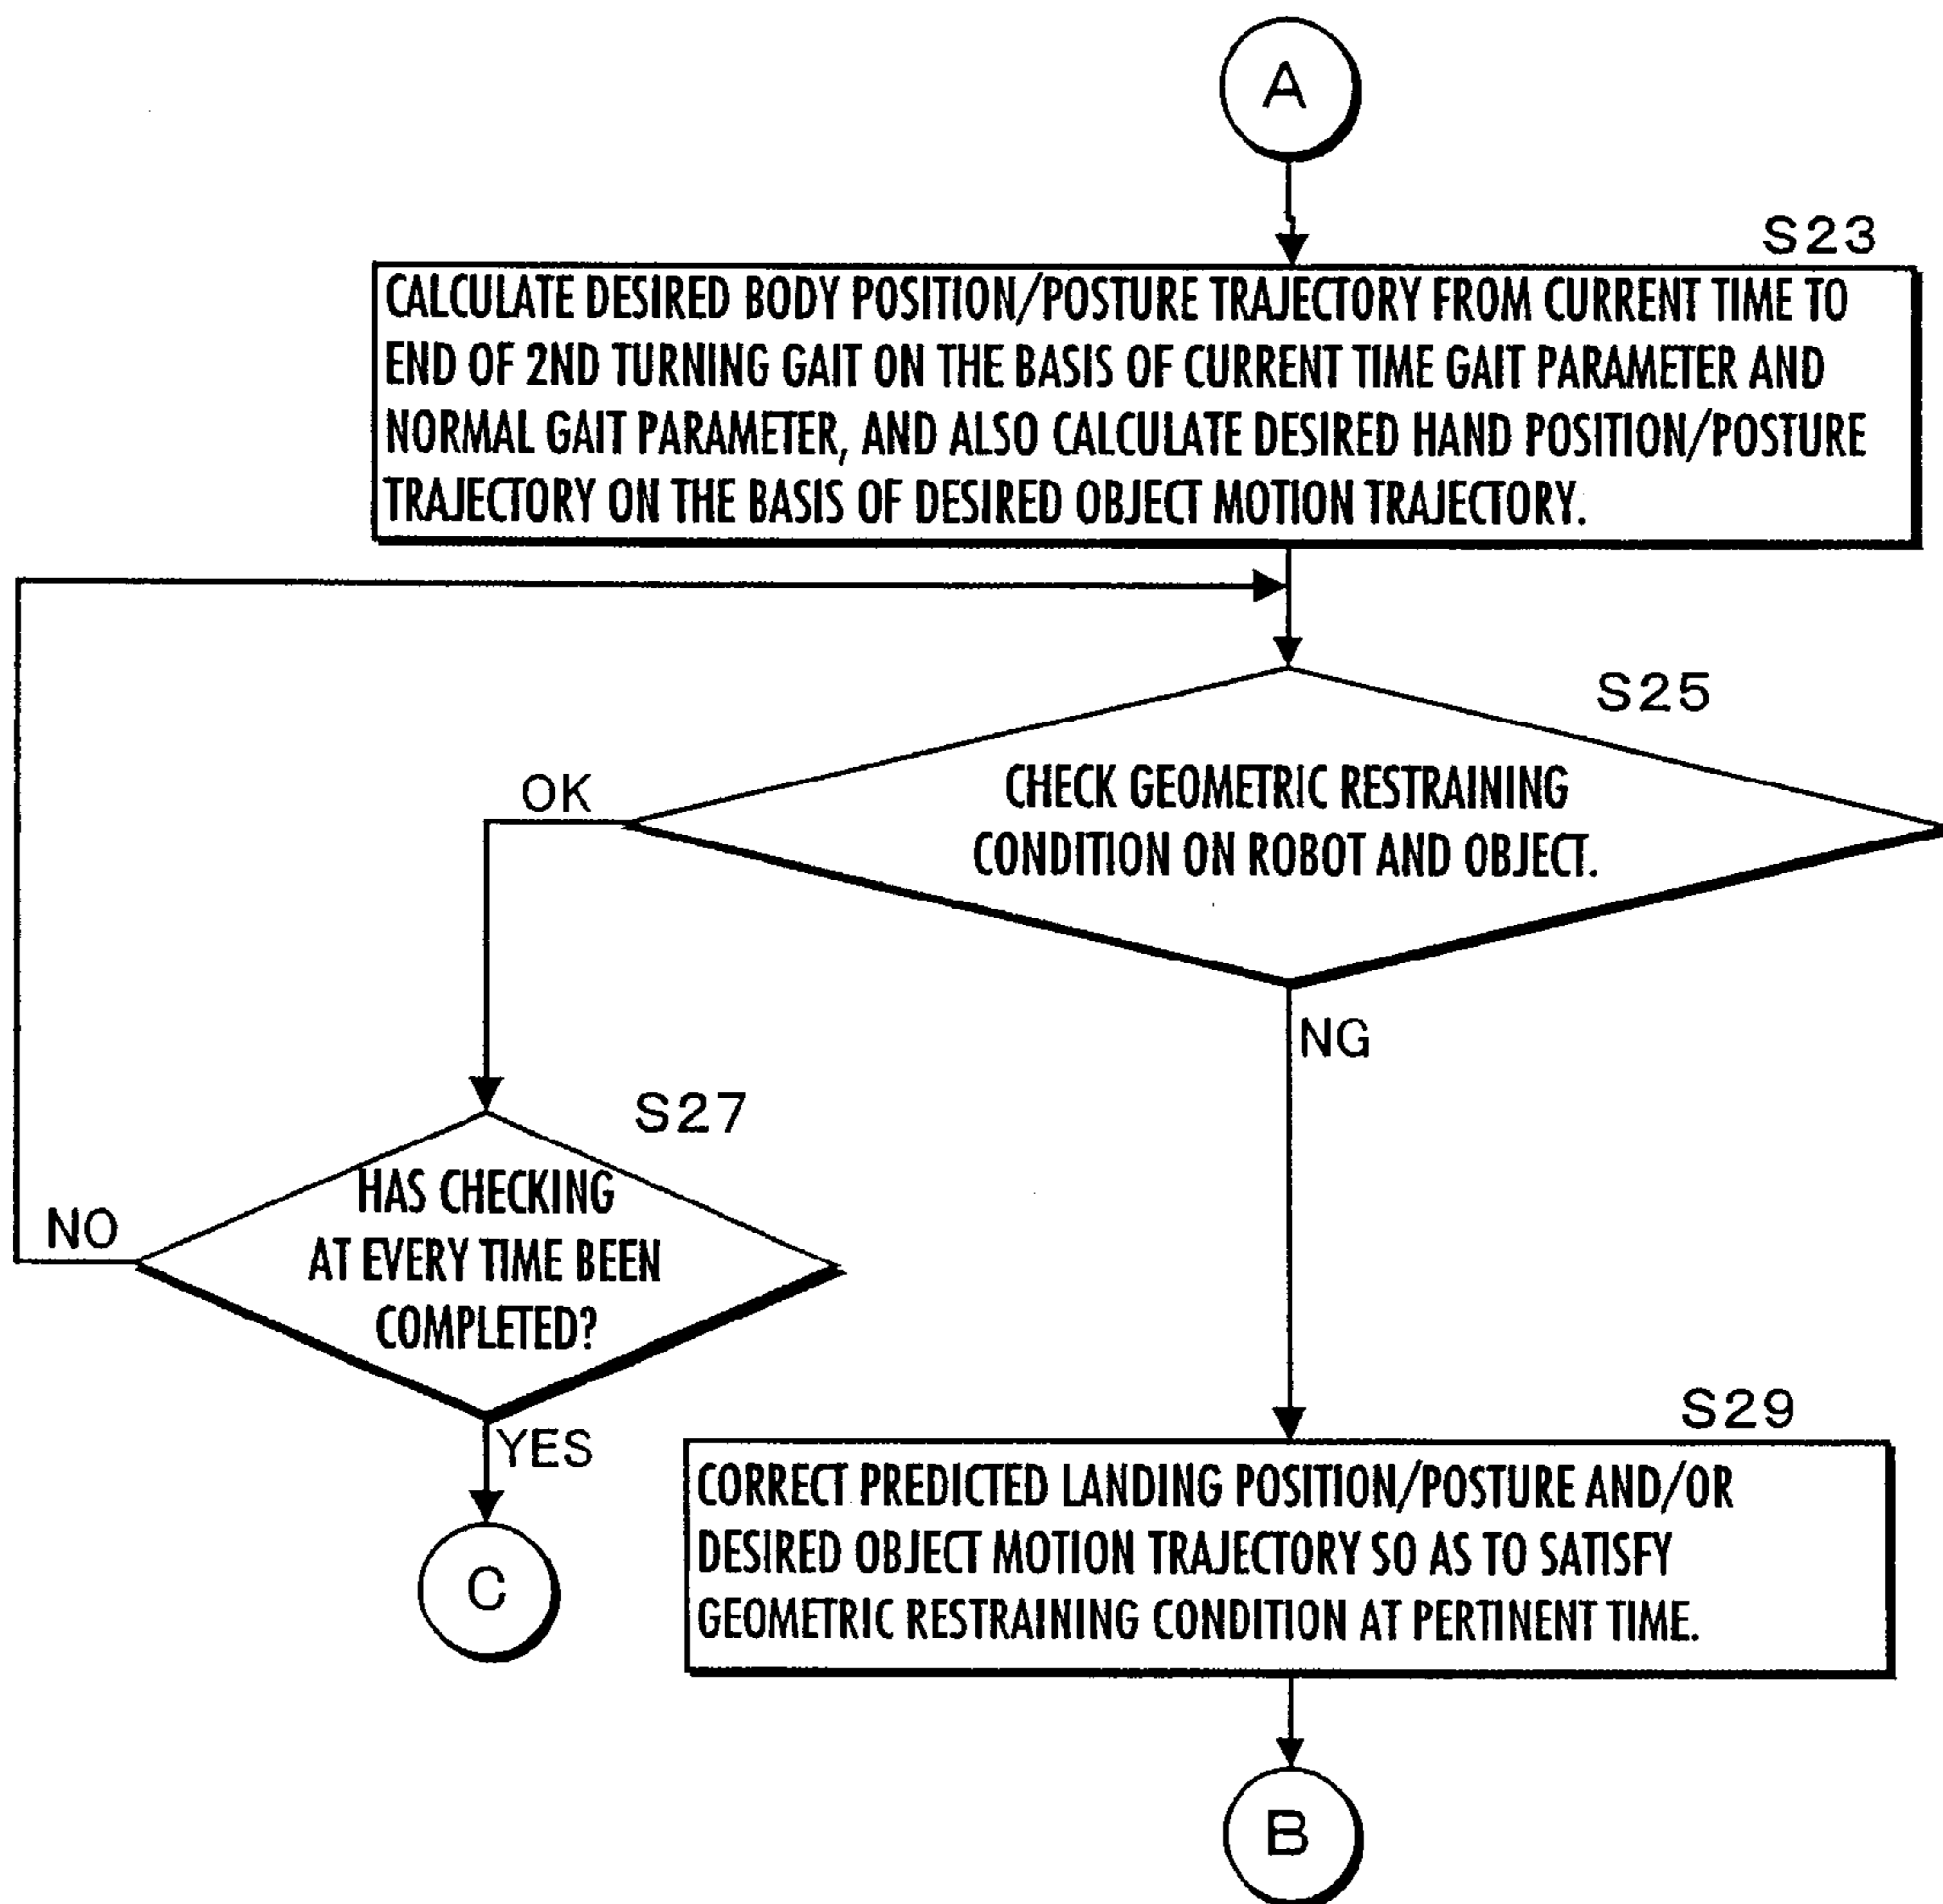 A
S23
CALCULATE DESIRED BODY POSITION/POSTURE TRAJECTORY FROM CURRENT TIME TO
END OF 2ND TURNING GAIT ON THE BASIS OF CURRENT TIME GAIT PARAMETER AND
NORMAL GAIT PARAMETER, AND ALSO CALCULATE DESIRED HAND POSITION/POSTURE
TRAJECTORY ON THE BASIS OF DESIRED OBJECT MOTION TRAJECTORY.
S25
OK
CHECK GEOMETRIC RESTRAINING
CONDITION ON ROBOT AND OBJECT.
NG
S27
HAS CHECKING
AT EVERY TIME BEEN
COMPLETED?
NO
YES
C
S29
CORRECT PREDICTED LANDING POSITION/POSTURE AND/OR
DESIRED OBJECT MOTION TRAJECTORY SO AS TO SATISFY
GEOMETRIC RESTRAINING CONDITION AT PERTINENT TIME.
B